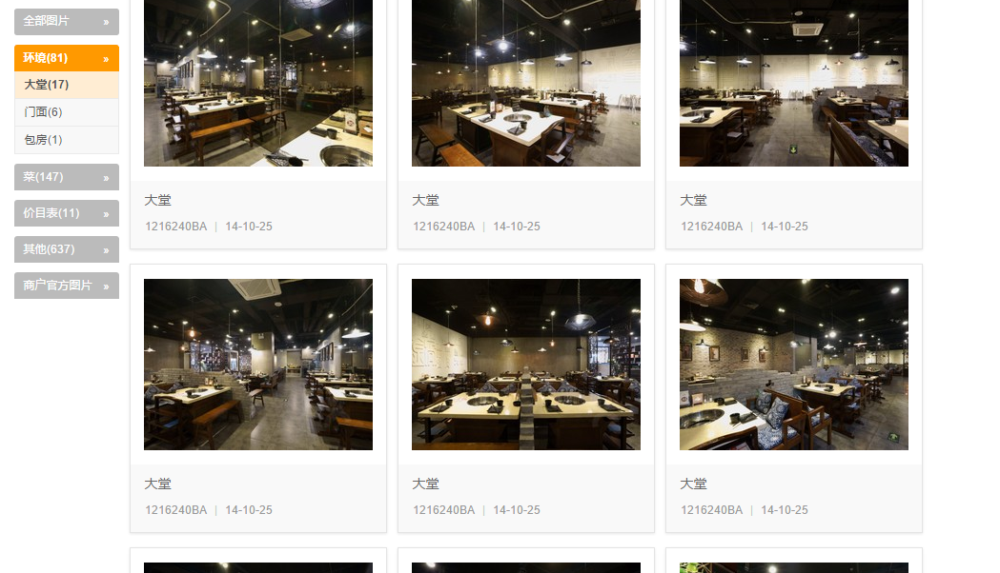 全部图片 »
环境(81) »
大堂(17)
门面(6)
包房(1)
菜(147) »
价目表(11) »
其他(637) »
商户官方图片 »
大堂
1216240BA | 14-10-25
大堂
1216240BA | 14-10-25
大堂
1216240BA | 14-10-25
大堂
1216240BA | 14-10-25
大堂
1216240BA | 14-10-25
大堂
1216240BA | 14-10-25